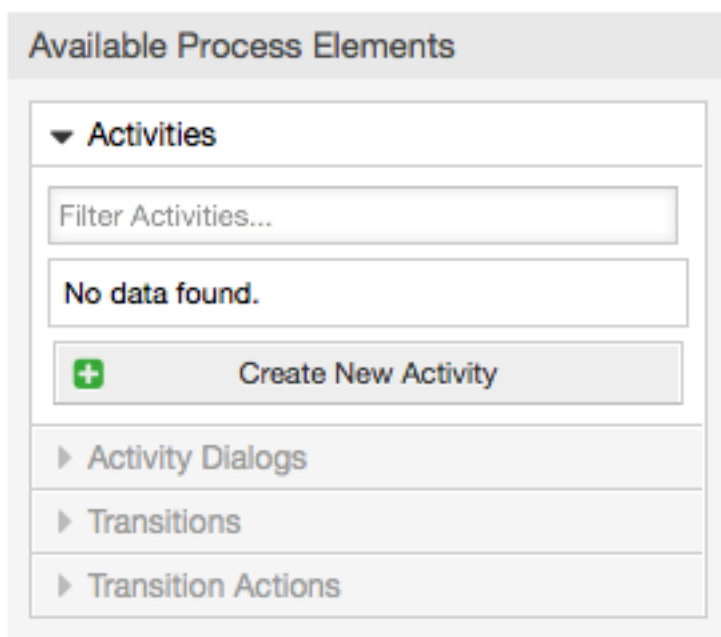 Available Process Elements
Activities
Filter Activities...
No data found.
Create New Activity
Activity Dialogs
Transitions
Transition Actions